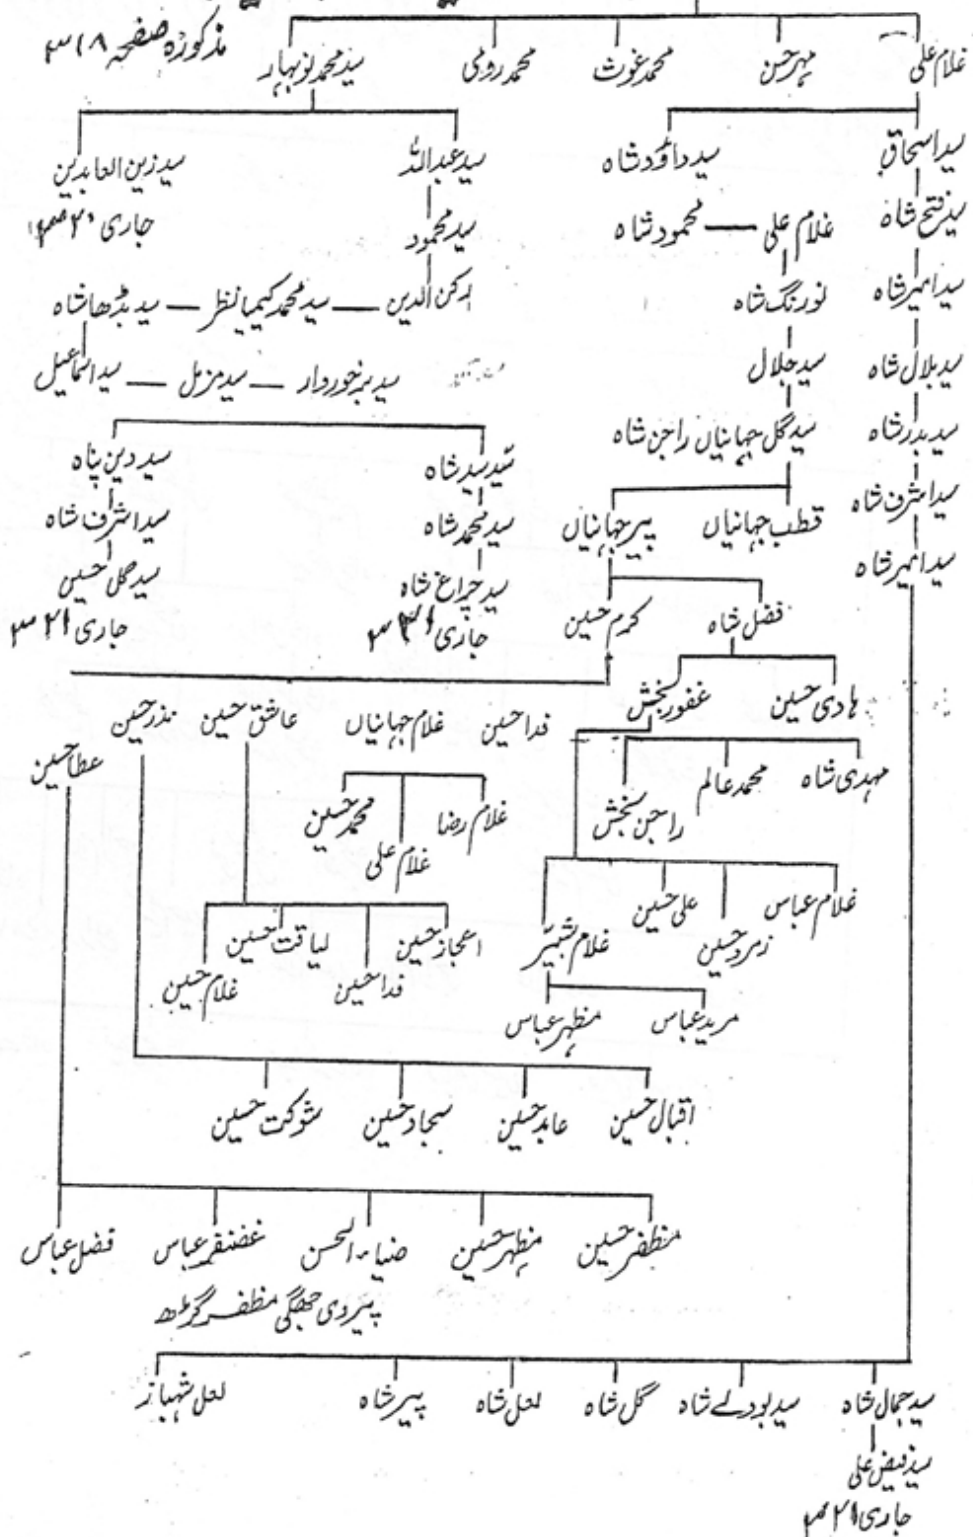 مذکورہ صفحہ ۳۱۸
غلام علی مہر حسن محمد غوث محمد رومی سید محمد نوبہار
سید اسحاق سید داؤد شاہ سید عبداللہ سید زین العابدین
سید فتح شاہ غلام علی — محمود شاہ سید محمود جاری
سید امیر شاہ نورنگ شاہ رکن الدین — سید محمد کیمیا نظر — سید بڈھا شاہ
سید بلال شاہ سید جلال سید برخوردار — سید مزمل — سید اسماعیل
سید بدر شاہ سید گل جہانیاں راجن شاہ سید سید شاہ سید دین پناہ
سید اشرف شاہ قطب جہانیاں پیر جہانیاں سید محمد شاہ سید اشرف شاہ
سید امیر شاہ فضل شاہ کرم حسین سید چراغ شاہ سید گل حسین
جاری جاری ۳۲۱
ہادی حسین غفور بخش فدا حسین غلام جہانیاں عاشق حسین نذر حسین عطا حسین
مہدی شاہ محمد عالم راجن بخش غلام رضا غلام علی محمد حسین
غلام عباس زمرد حسین علی حسین غلام شبیر اعجاز حسین فدا حسین لیاقت حسین غلام حسین
مرید عباس مظہر عباس
اقبال حسین عابد حسین سجاد حسین شوکت حسین
مظفر حسین مظہر حسین ضیاء الحسن غضنفر عباس فضل عباس
پیر دی جھگی مظفر گڑھ
سید جمال شاہ سید بودلے شاہ گل شاہ لعل شاہ پیر شاہ لعل شہباز
سید فیض علی
جاری ۳۲۱